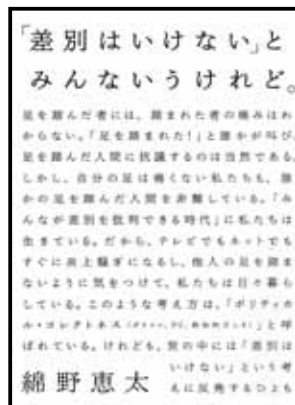 「差別はいけない」と
みんないうけれど。
足を踏んだ者には、踏まれた者の痛みはわ
からない。「足を踏まれた!」と誰かが叫び、
足を踏んだ人間に抗議するのは当然である。
しかし、自分の足は痛くない私たちも、誰
かの足を踏んだ人間を非難している。「み
んなが差別を批判できる時代」に私たちは
生きている。だから、テレビでもネットでも
すぐに炎上騒ぎになるし、他人の足を踏ま
ないように気をつけて、私たちは日々暮ら
している。このような考え方は、「ポリティカ
ル・コレクトネス
」と呼
ばれている。けれども、世の中には「差別は
いけない」という考
えに反発するひとも
綿野恵太